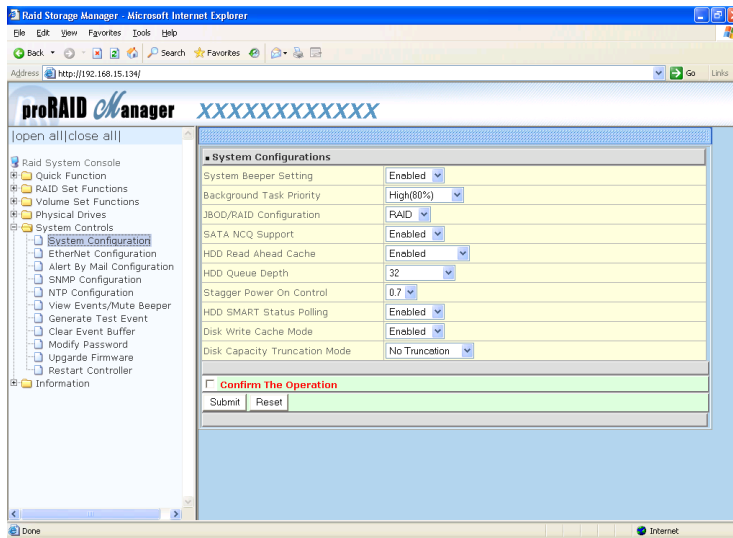 Raid Storage Manager - Microsoft Internet Explorer
File Edit View Favorites Tools Help
Back Search Favorites
Address http://192.168.15.134/ Go Links
proRAID Manager XXXXXXXXXXXX
|open all|close all|
Raid System Console
Quick Function
RAID Set Functions
Volume Set Functions
Physical Drives
System Controls
System Configuration
EtherNet Configuration
Alert By Mail Configuration
SNMP Configuration
NTP Configuration
View Events/Mute Beeper
Generate Test Event
Clear Event Buffer
Modify Password
Upgarde Firmware
Restart Controller
Information
System Configurations
System Beeper Setting Enabled
Background Task Priority High(80%)
JBOD/RAID Configuration RAID
SATA NCQ Support Enabled
HDD Read Ahead Cache Enabled
HDD Queue Depth 32
Stagger Power On Control 0.7
HDD SMART Status Polling Enabled
Disk Write Cache Mode Enabled
Disk Capacity Truncation Mode No Truncation
Confirm The Operation
Submit Reset
Done Internet